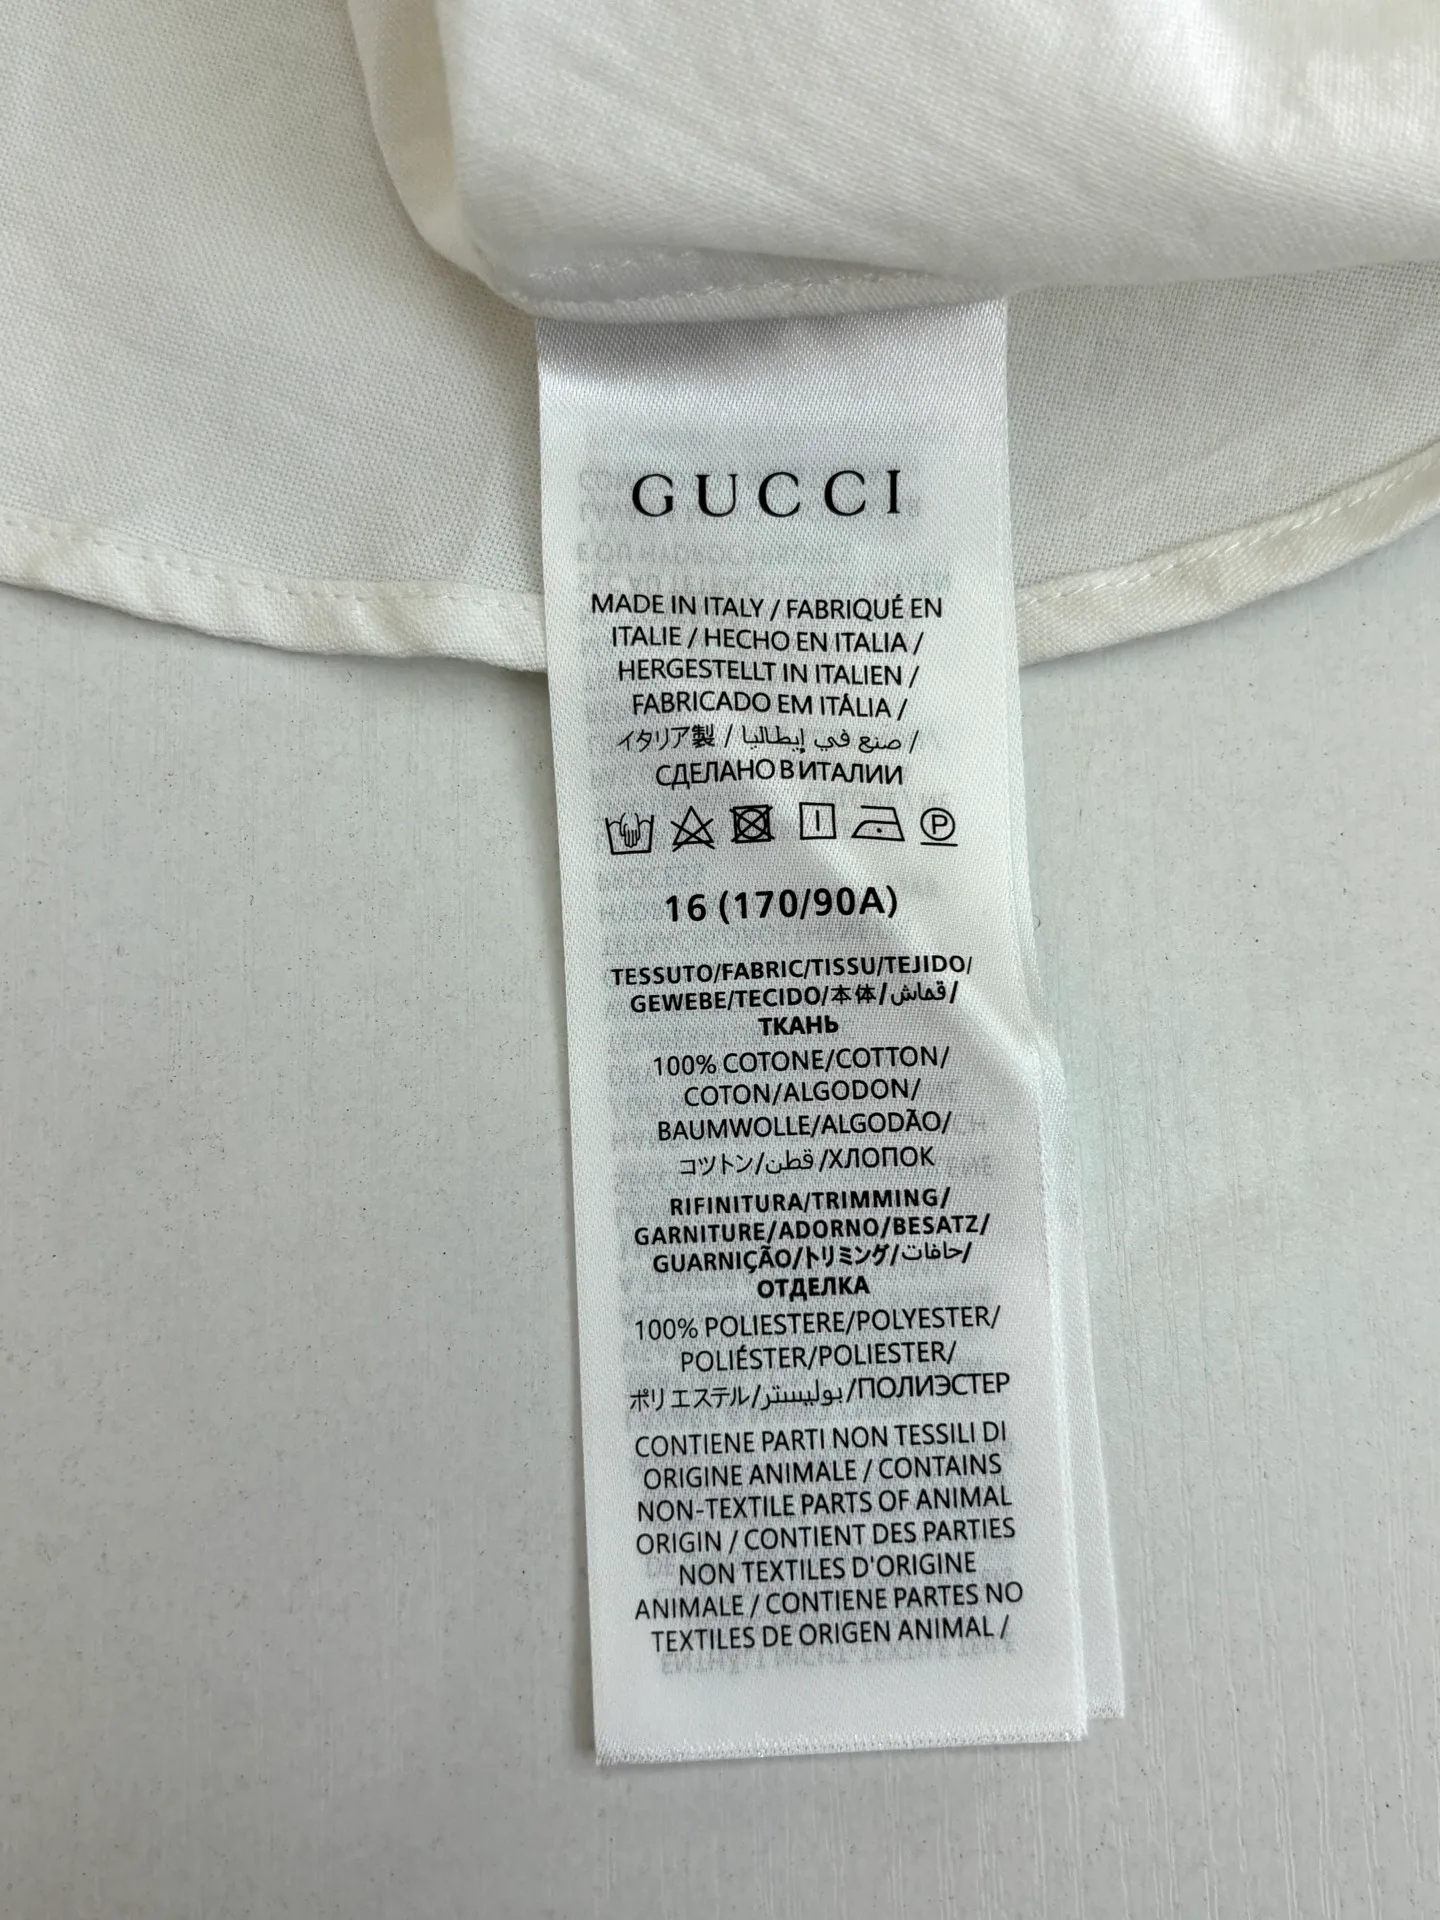 GUCCI
MADE IN ITALY / FABRIQUÉ EN
ITALIE / HECHO EN ITALIA /
HERGESTELLT IN ITALIEN /
FABRICADO EM ITÁLIA /
イタリア製 / صنع في إيطاليا /
СДЕЛАНО В ИТАЛИИ
P
16 (170/90A)
TESSUTO/FABRIC/TISSU/TEJIDO/
GEWEBE/TECIDO/本体/قماش/
ТКАНЬ
100% COTONE/COTTON/
COTON/ALGODON/
BAUMWOLLE/ALGODÃO/
コットン/قطن/ХЛОПОК
RIFINITURA/TRIMMING/
GARNITURE/ADORNO/BESATZ/
GUARNIÇÃO/トリミング/حافات/
ОТДЕЛКА
100% POLIESTERE/POLYESTER/
POLIÉSTER/POLIESTER/
ポリエステル/بوليستر/ПОЛИЭСТЕР
CONTIENE PARTI NON TESSILI DI
ORIGINE ANIMALE / CONTAINS
NON-TEXTILE PARTS OF ANIMAL
ORIGIN / CONTIENT DES PARTIES
NON TEXTILES D'ORIGINE
ANIMALE / CONTIENE PARTES NO
TEXTILES DE ORIGEN ANIMAL /